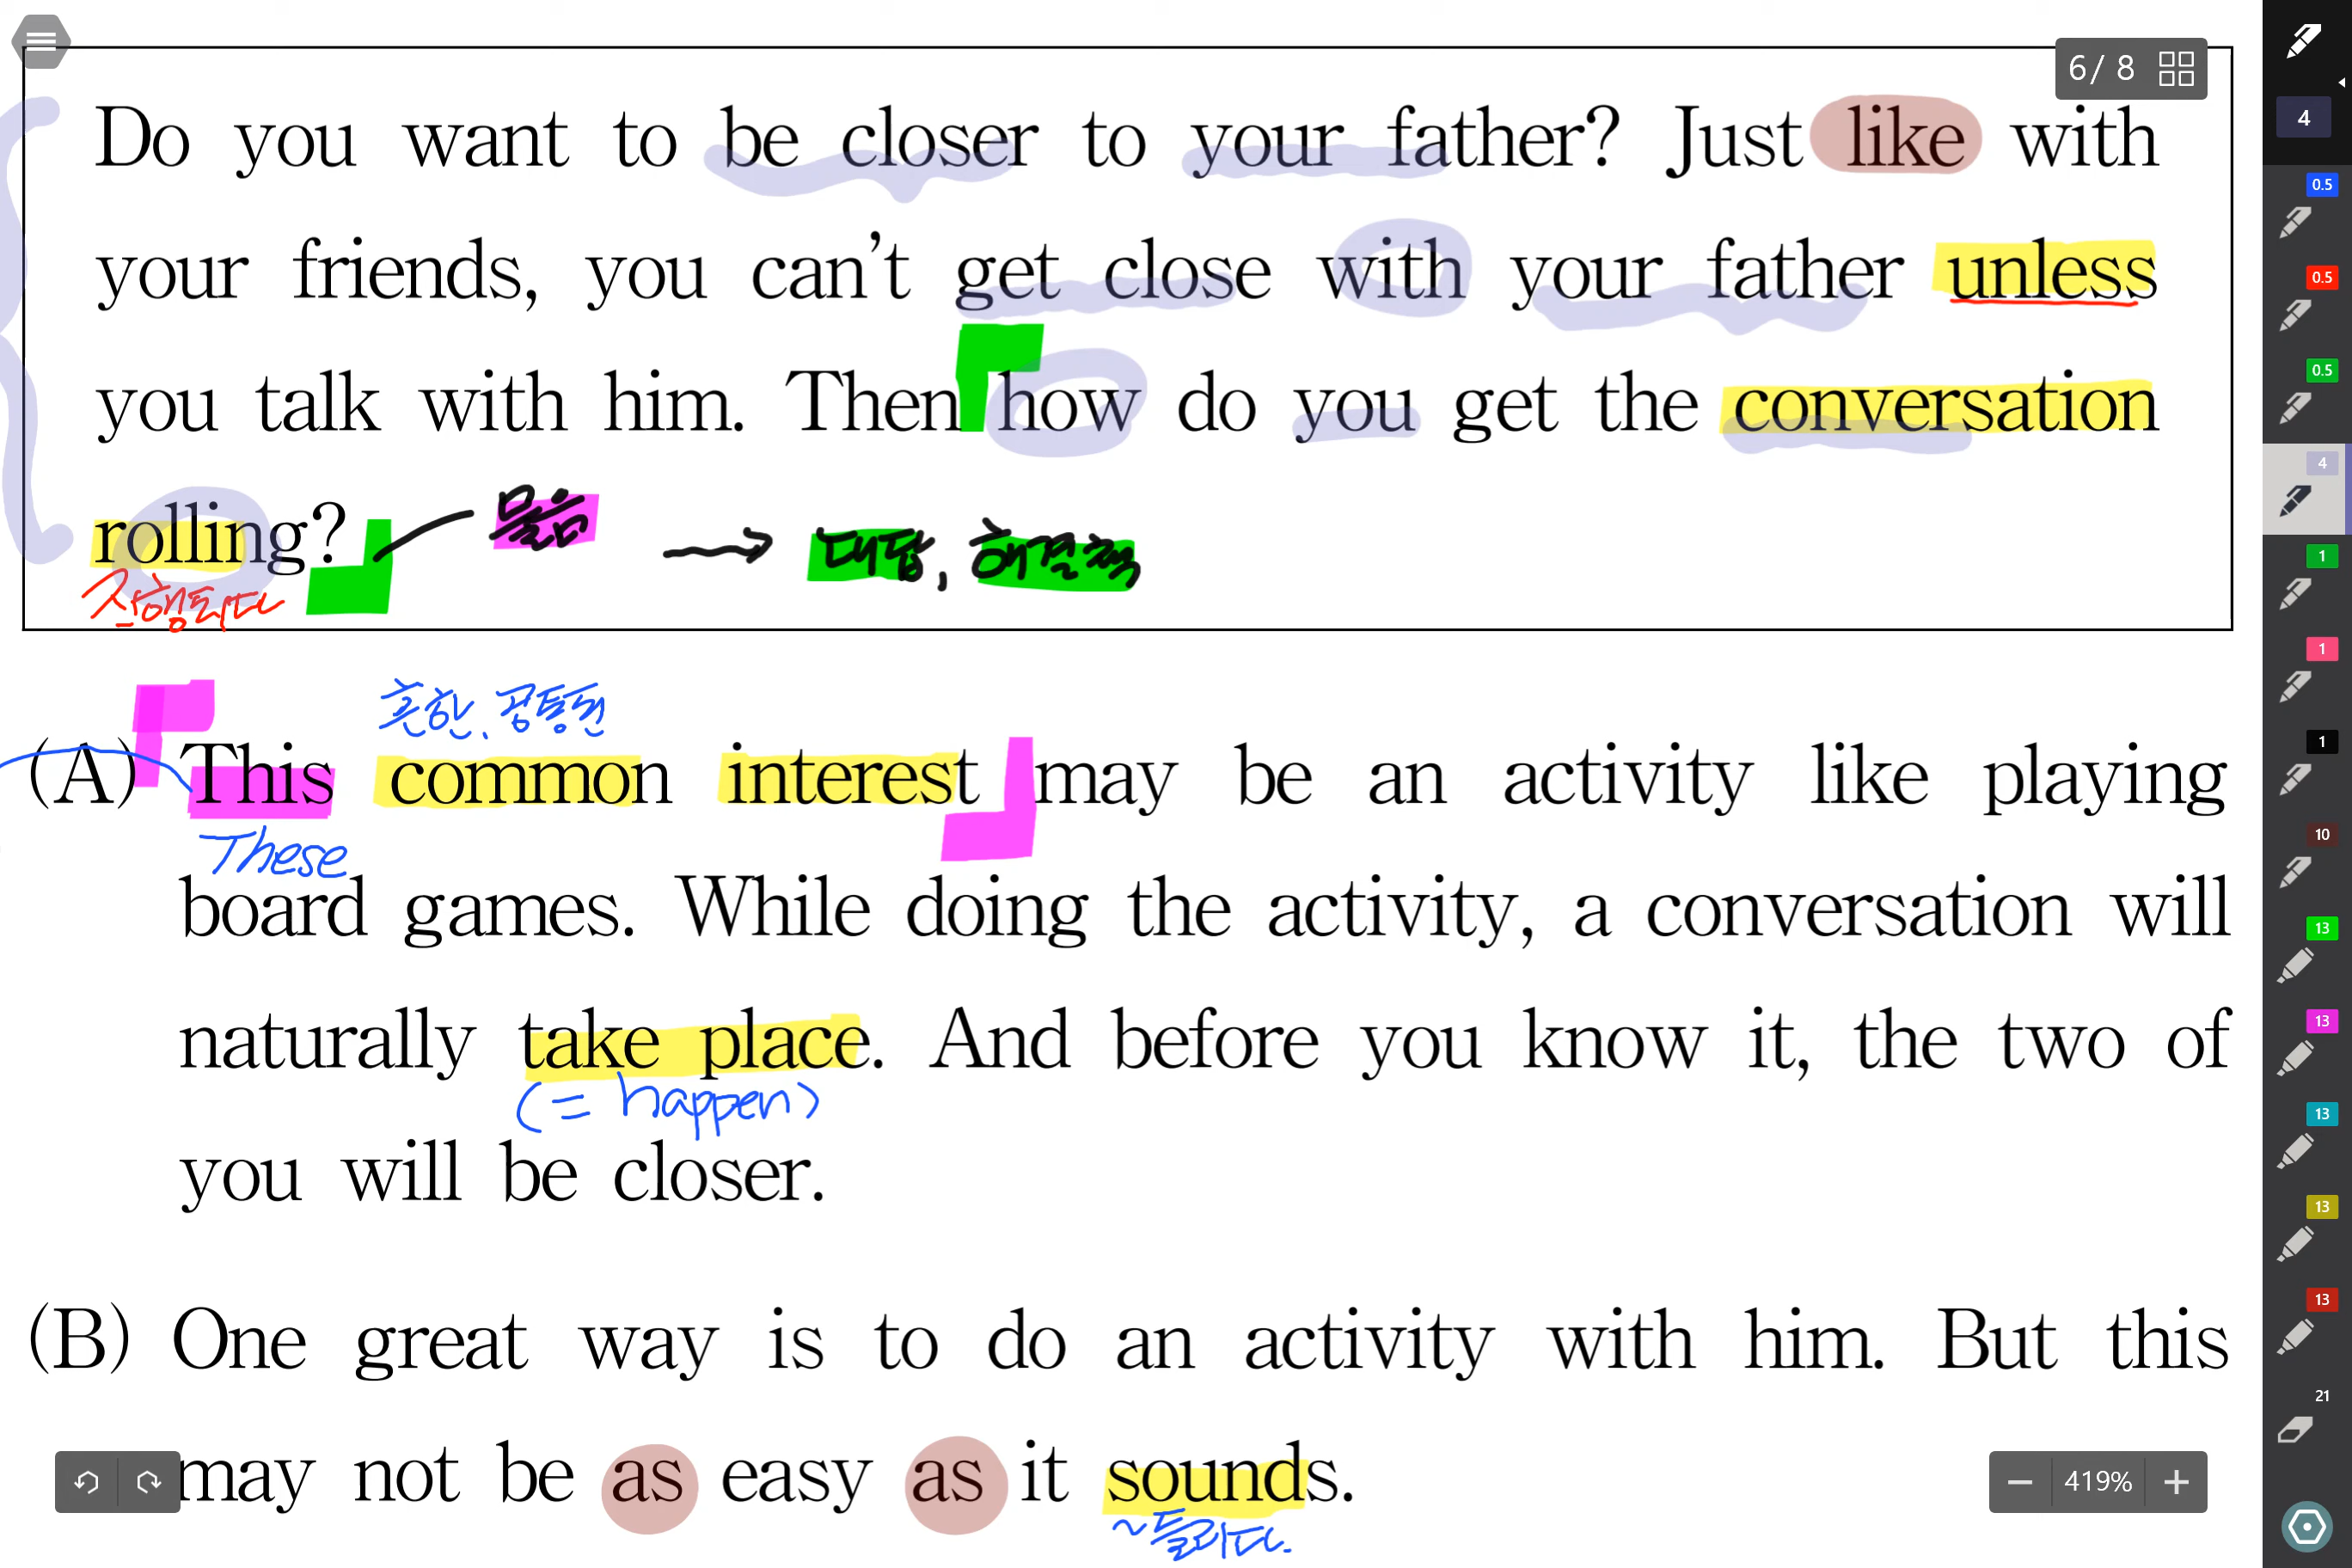 6/ 8
4
Do you want to be closer to your father? Just like with
your friends, you can't get close with your father unless
you talk with him. Then how do you get the conversation
rolling? 물음 → 대답, 해결책
진행되다
흔한, 공통된
(A) This common interest may be an activity like playing
These
board games. While doing the activity, a conversation will
naturally take place. And before you know it, the two of
(= happen)
you will be closer.
(B) One great way is to do an activity with him. But this
may not be as easy as it sounds.
~들리다.
419%
0.5
0.5
0.5
4
1
1
1
10
13
13
13
13
13
21